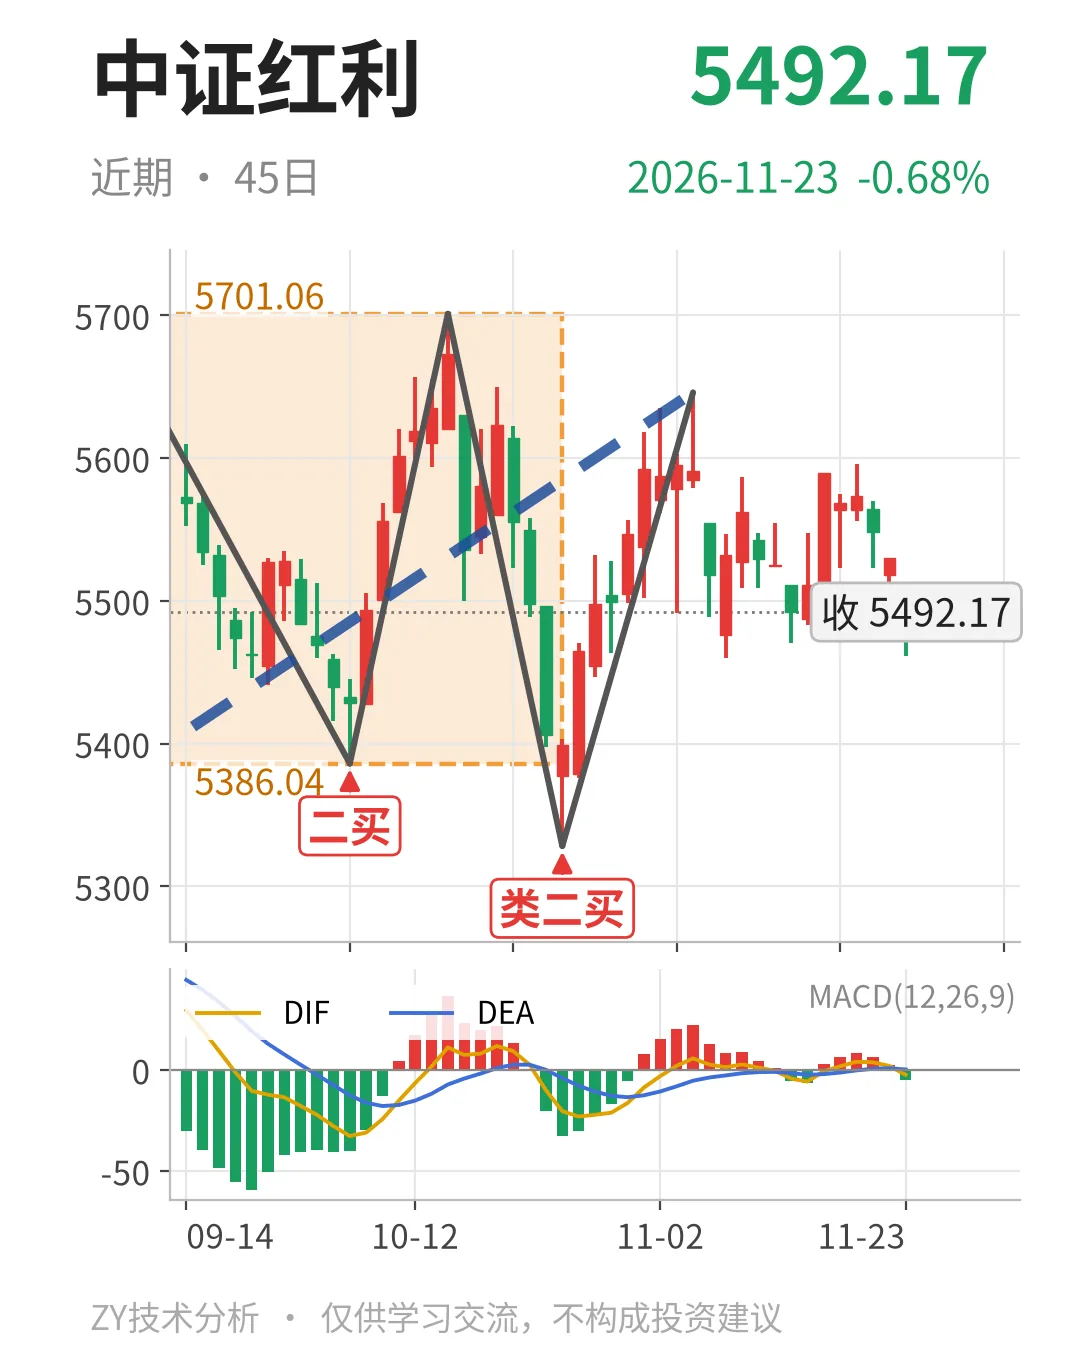 中证红利
5492.17
近期 · 45日
2026-11-23 -0.68%
5701.06
5700
5600
5500
收 5492.17
5400
5386.04
二买
5300
类二买
DIF
DEA
MACD(12,26,9)
0
-50
09-14
10-12
11-02
11-23
ZY技术分析 · 仅供学习交流，不构成投资建议